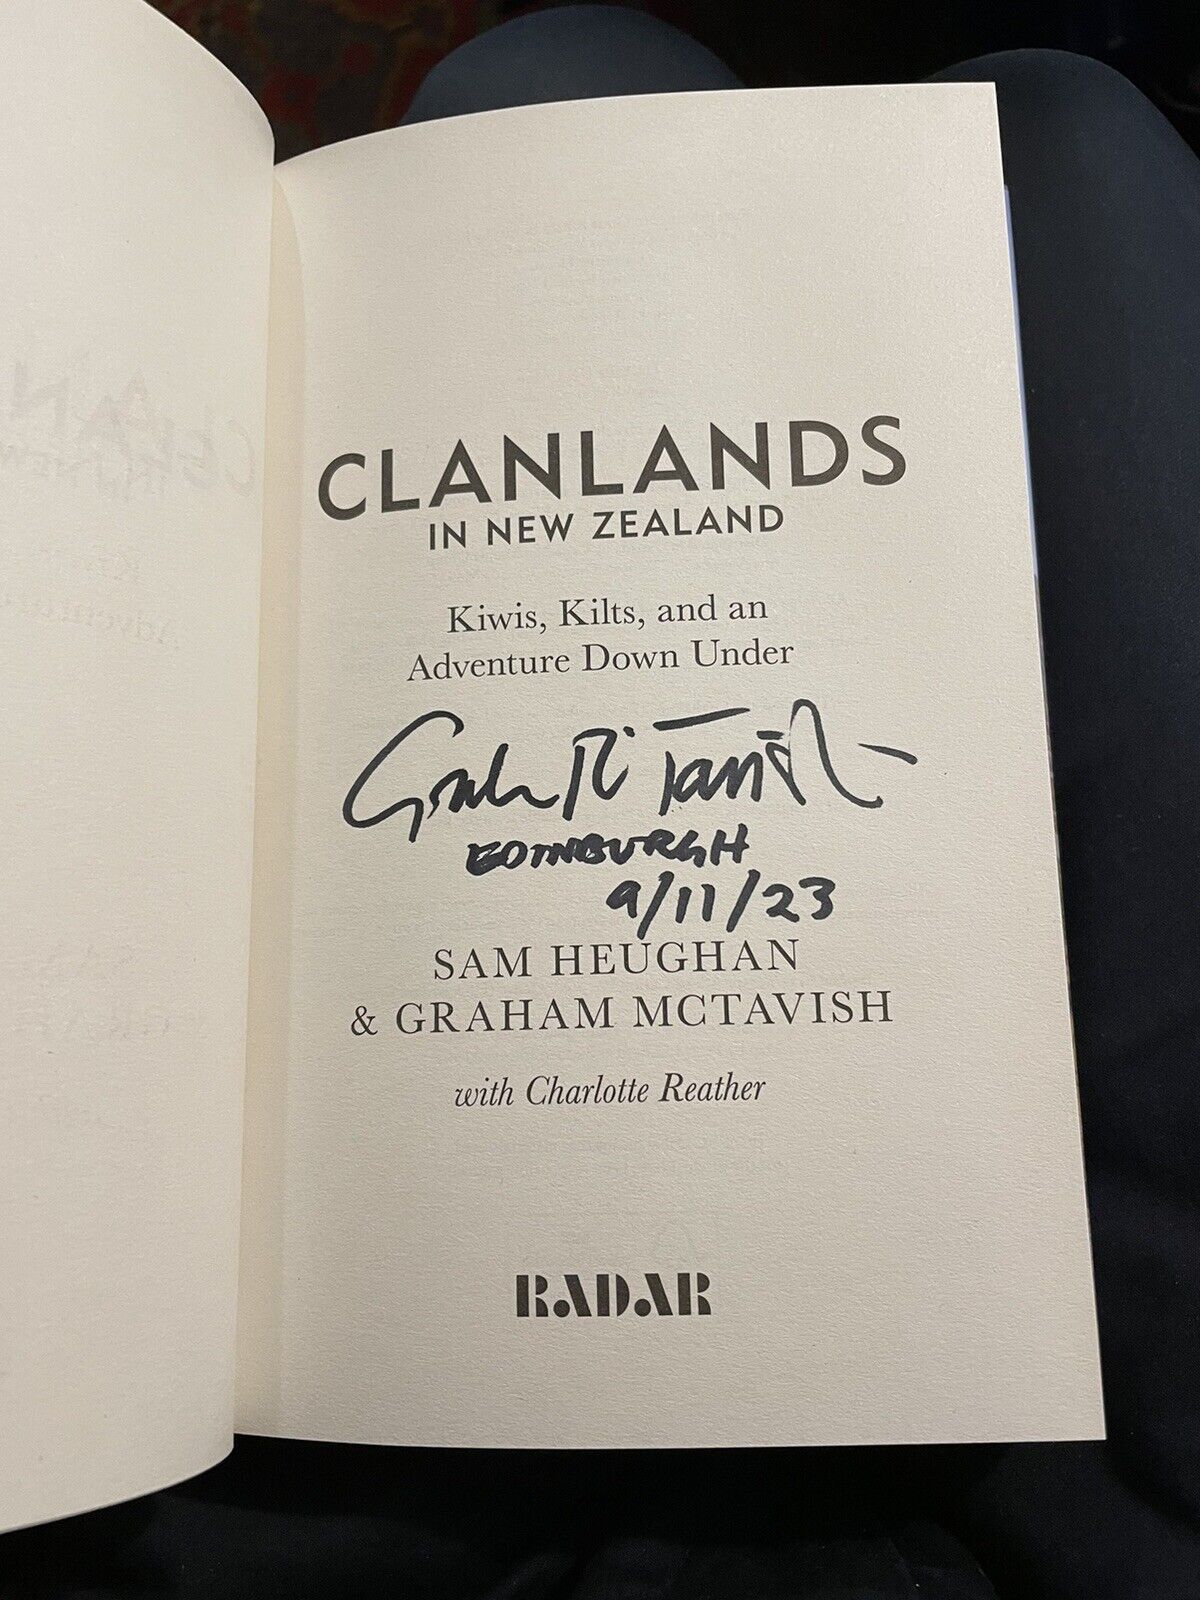 CLANLANDS
IN NEW ZEALAND
Kiwis, Kilts, and an
Adventure Down Under
EDINBURGH
9/11/23
SAM HEUGHAN
& GRAHAM MCTAVISH
with Charlotte Reather
RADAR